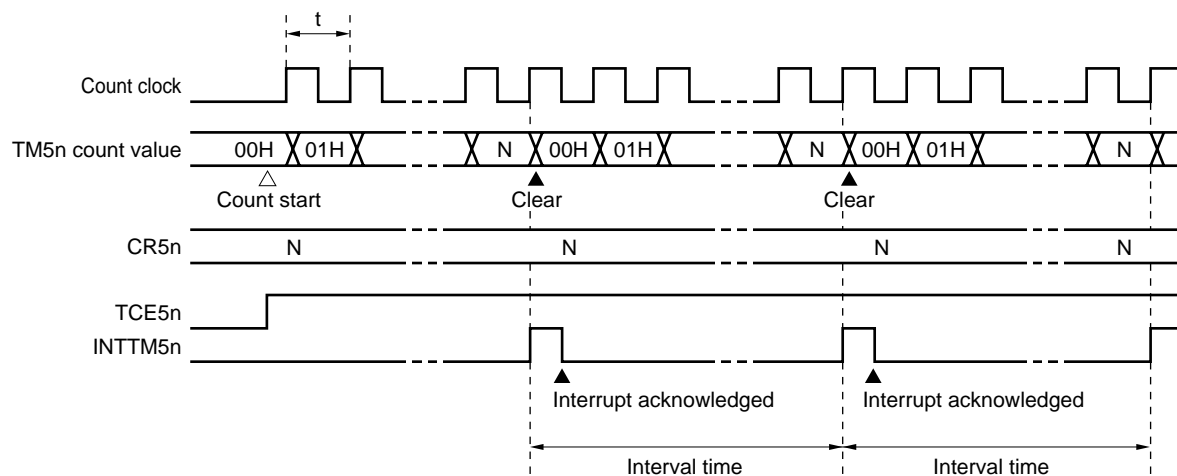 t
Count clock
TM5n count value 00H 01H N 00H 01H N 00H 01H N
Count start Clear Clear
CR5n N N N N
TCE5n
INTTM5n
Interrupt acknowledged Interrupt acknowledged
Interval time Interval time